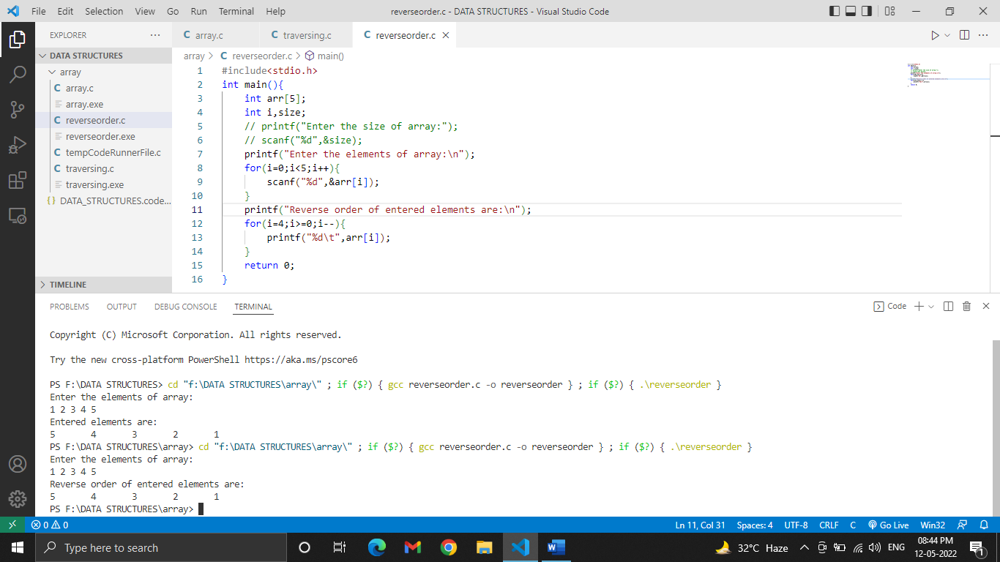 File Edit Selection View Go Run Terminal Help reverseorder.c - DATA STRUCTURES - Visual Studio Code
EXPLORER
DATA STRUCTURES
array
array.c
array.exe
reverseorder.c
reverseorder.exe
tempCodeRunnerFile.c
traversing.c
traversing.exe
DATA_STRUCTURES.code...
TIMELINE
array.c traversing.c reverseorder.c
array > reverseorder.c > main()
1 #include<stdio.h>
2 int main(){
3     int arr[5];
4     int i,size;
5     // printf("Enter the size of array:");
6     // scanf("%d",&size);
7     printf("Enter the elements of array:\n");
8     for(i=0;i<5;i++){
9         scanf("%d",&arr[i]);
10     }
11     printf("Reverse order of entered elements are:\n");
12     for(i=4;i>=0;i--){
13         printf("%d\t",arr[i]);
14     }
15     return 0;
16 }
PROBLEMS OUTPUT DEBUG CONSOLE TERMINAL Code
Copyright (C) Microsoft Corporation. All rights reserved.
Try the new cross-platform PowerShell https://aka.ms/pscore6
PS F:\DATA STRUCTURES> cd "f:\DATA STRUCTURES\array\" ; if ($?) { gcc reverseorder.c -o reverseorder } ; if ($?) { .\reverseorder }
Enter the elements of array:
1 2 3 4 5
Entered elements are:
5 4 3 2 1
PS F:\DATA STRUCTURES\array> cd "f:\DATA STRUCTURES\array\" ; if ($?) { gcc reverseorder.c -o reverseorder } ; if ($?) { .\reverseorder }
Enter the elements of array:
1 2 3 4 5
Reverse order of entered elements are:
5 4 3 2 1
PS F:\DATA STRUCTURES\array>
0 0 Ln 11, Col 31 Spaces: 4 UTF-8 CRLF C Go Live Win32
Type here to search 32°C Haze ENG 08:44 PM
12-05-2022 1